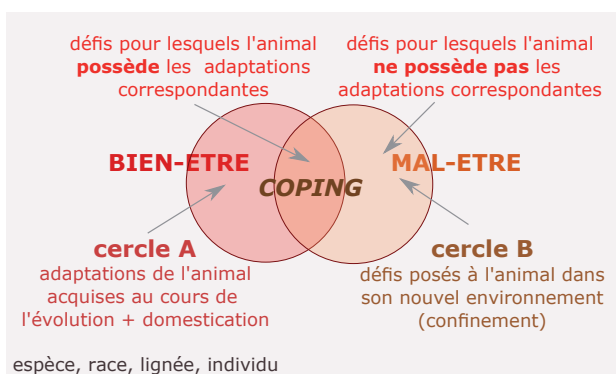 défis pour lesquels l'animal
possède les adaptations
correspondantes
défis pour lesquels l'animal
ne possède pas les
adaptations correspondantes
BIEN-ETRE
COPING
MAL-ETRE
cercle A
adaptations de l'animal
acquises au cours de
l'évolution + domestication
cercle B
défis posés à l'animal dans
son nouvel environnement
(confinement)
espèce, race, lignée, individu